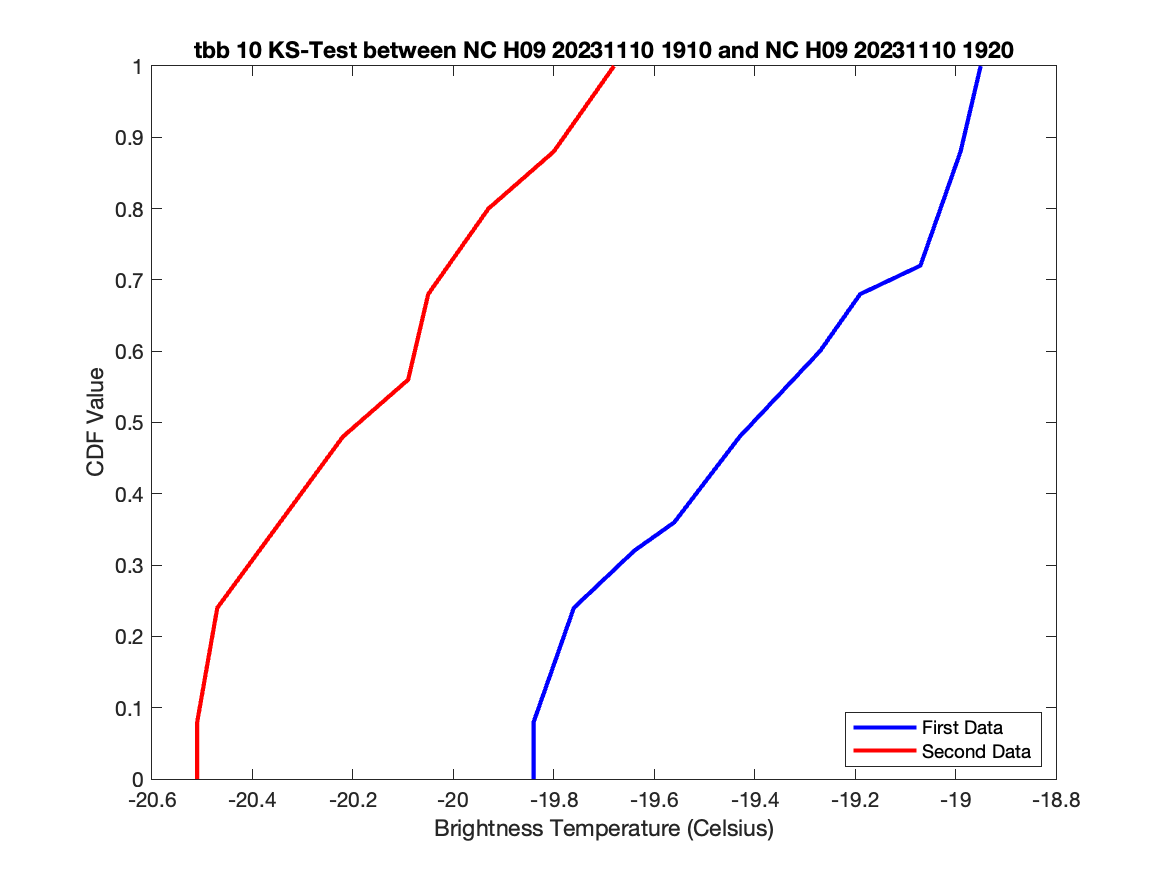 tbb 10 KS-Test between NC H09 20231110 1910 and NC H09 20231110 1920
1
0.9
0.8
0.7
0.6
0.5
0.4
0.3
0.2
0.1
0
CDF Value
First Data
Second Data
-20.6 -20.4 -20.2 -20 -19.8 -19.6 -19.4 -19.2 -19 -18.8
Brightness Temperature (Celsius)